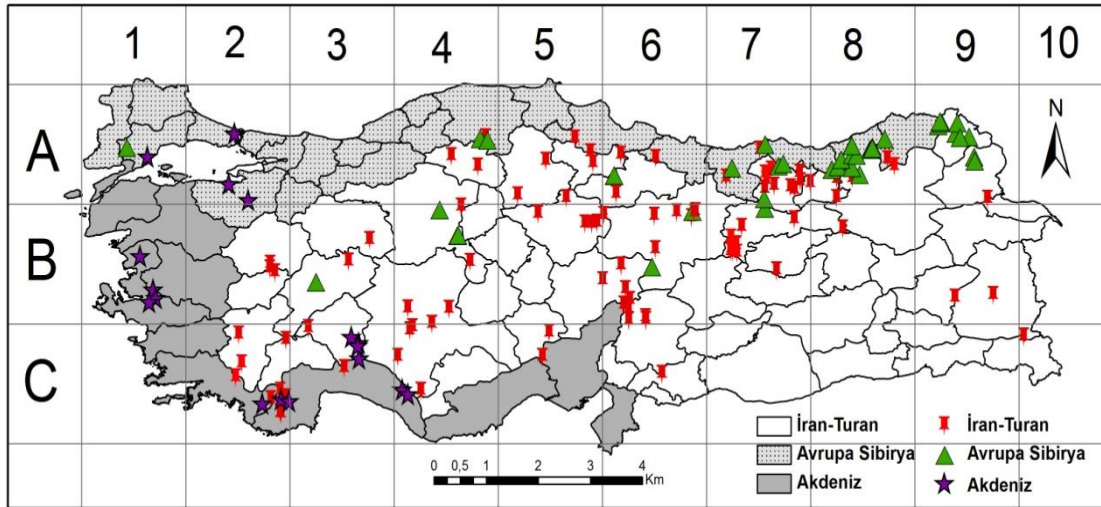 1 2 3 4 5 6 7 8 9 10
N
A
B
C
İran-Turan İran-Turan
Avrupa Sibirya Avrupa Sibirya
Akdeniz Akdeniz
0 0,5 1 2 3 4
Km